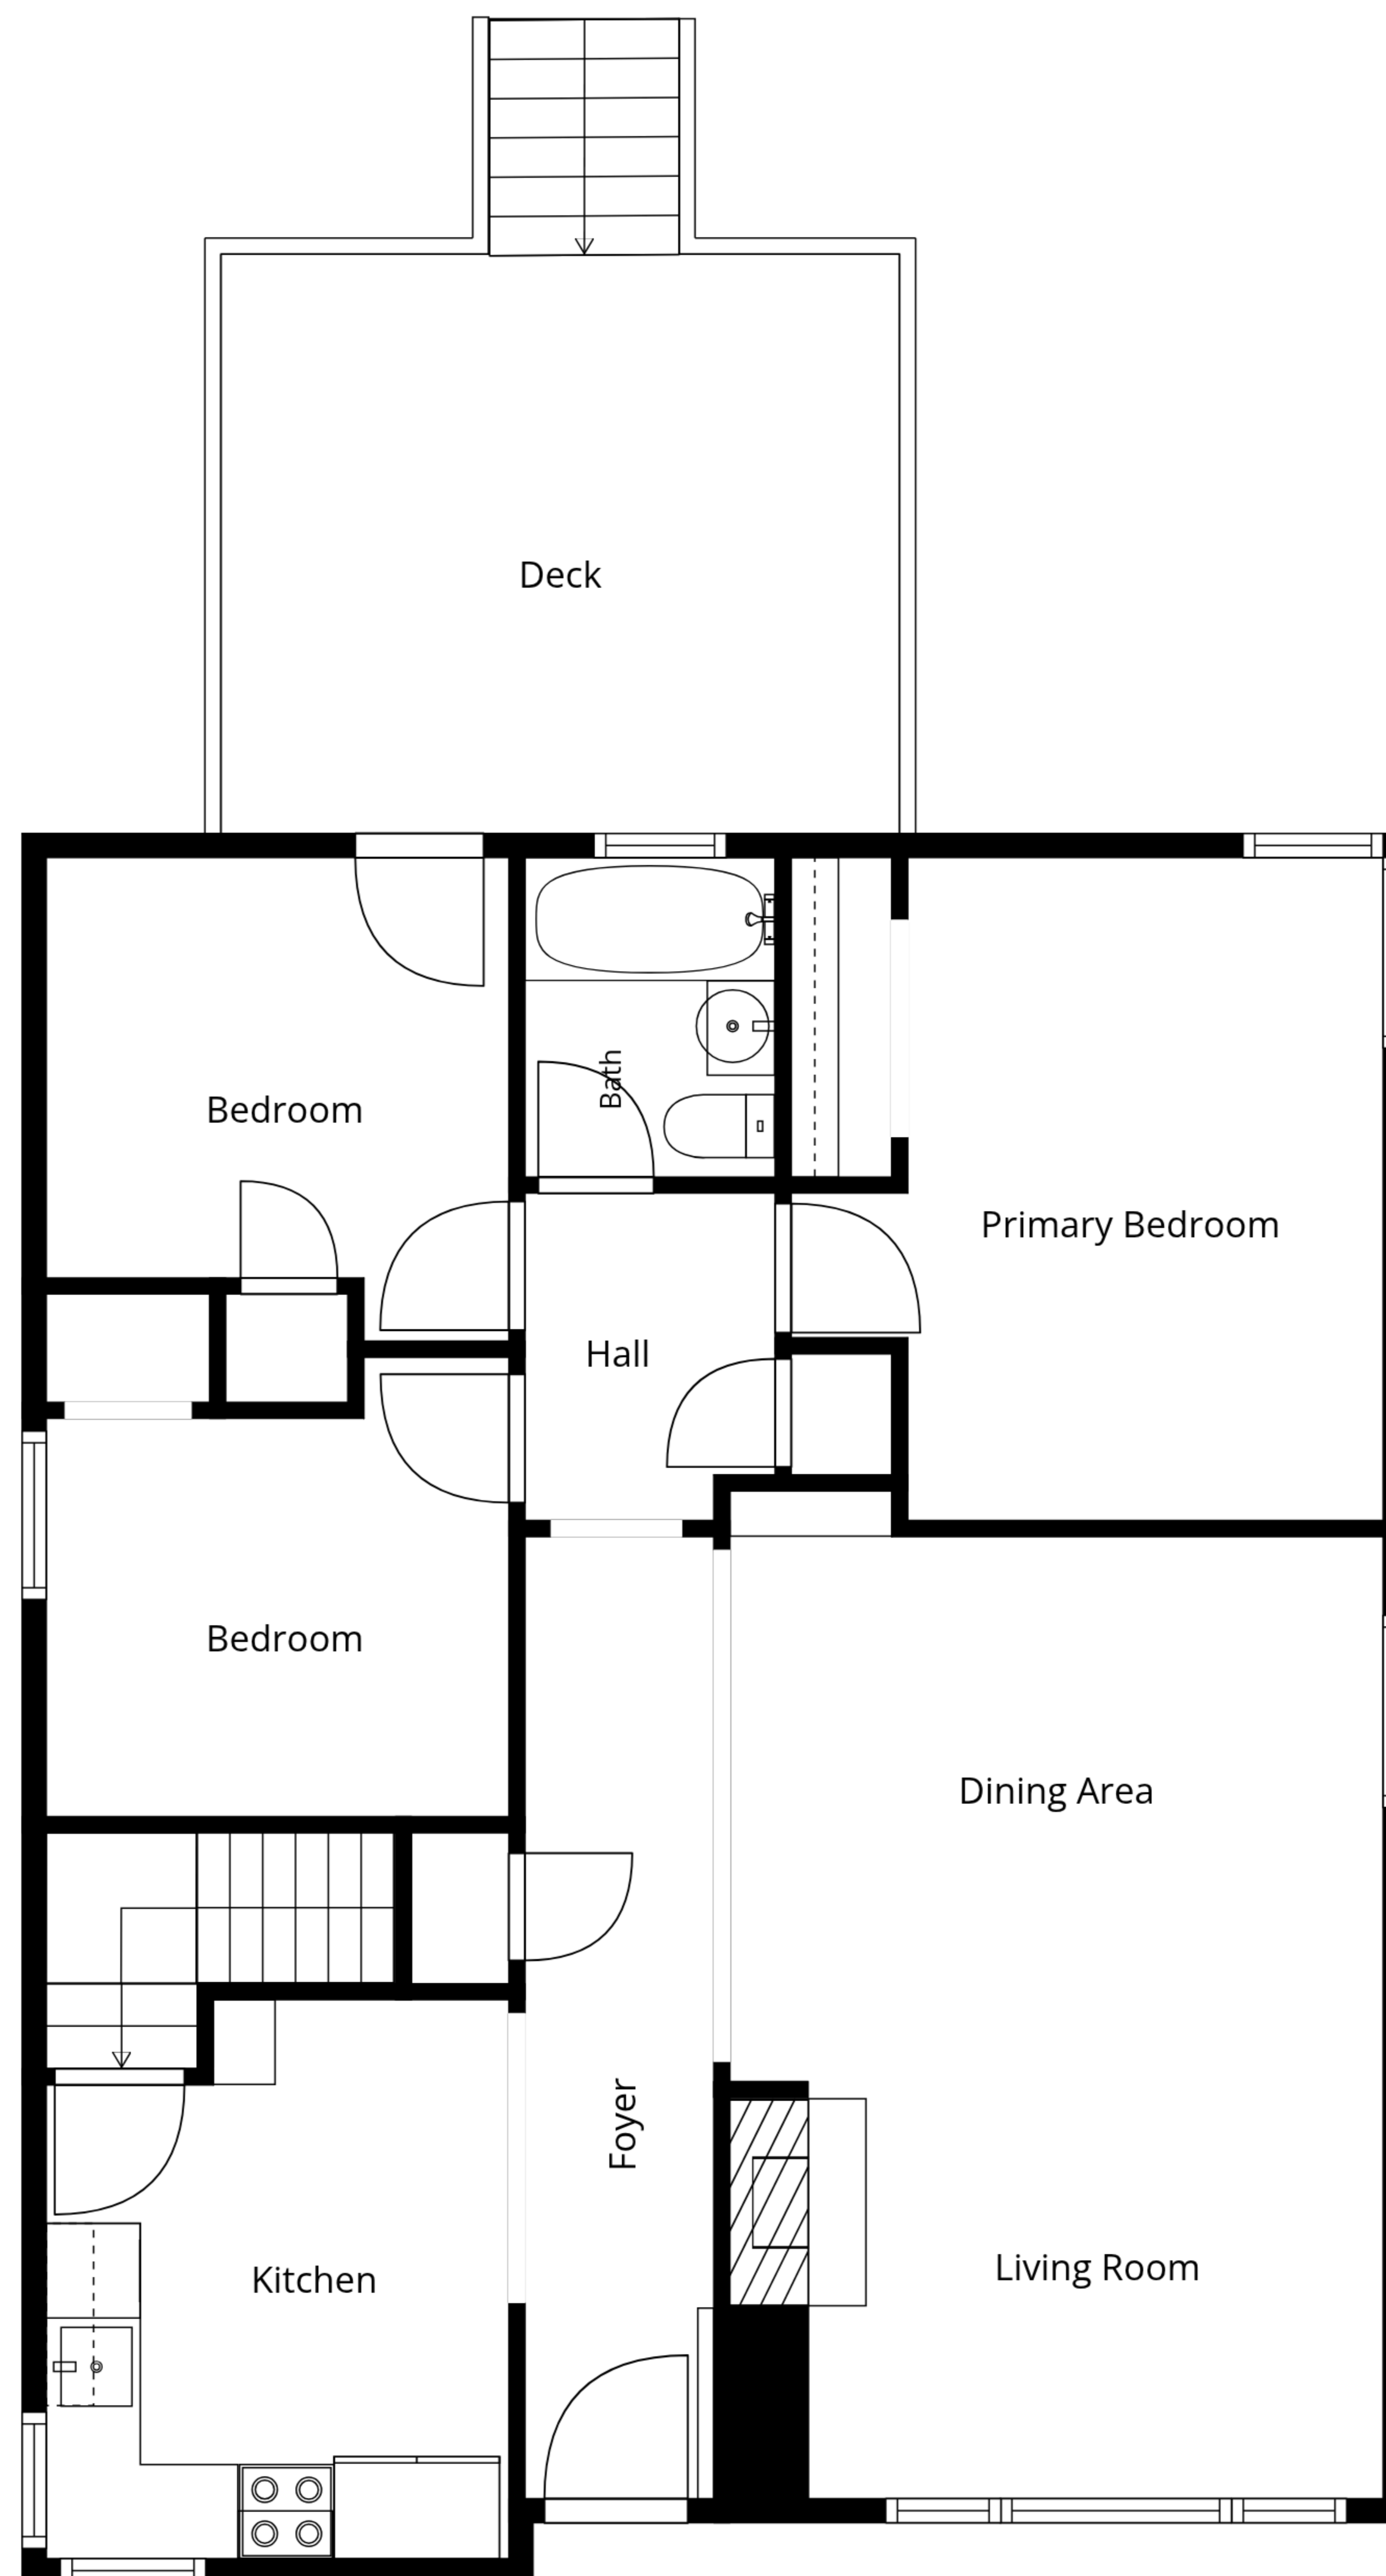 Deck
Bath
Bedroom
Primary Bedroom
Hall
Bedroom
Dining Area
Foyer
Living Room
Kitchen